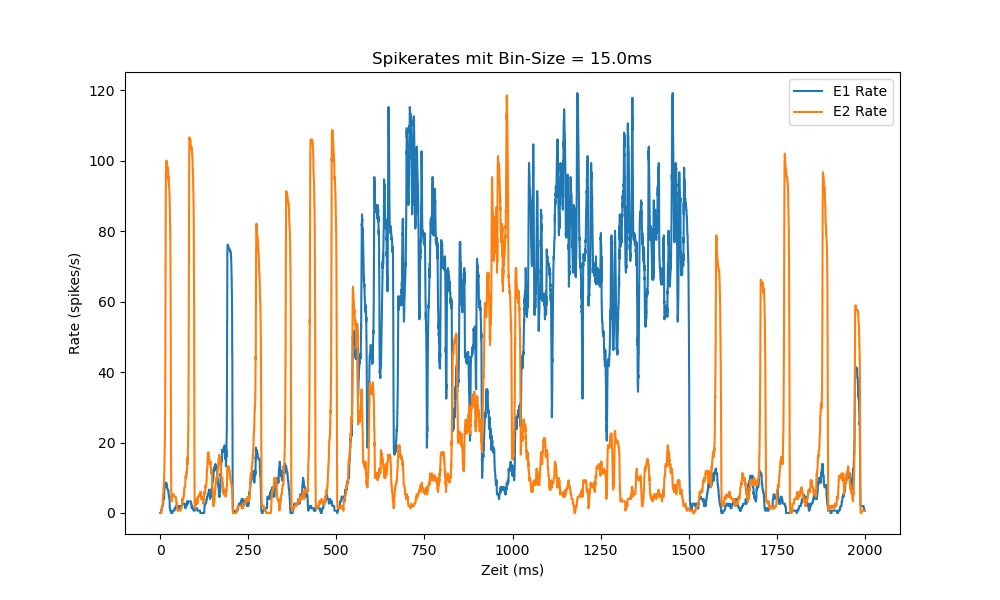 Spikerates mit Bin-Size = 15.0ms
E1 Rate
E2 Rate
Rate (spikes/s)
120
100
80
60
40
20
0
0 250 500 750 1000 1250 1500 1750 2000
Zeit (ms)